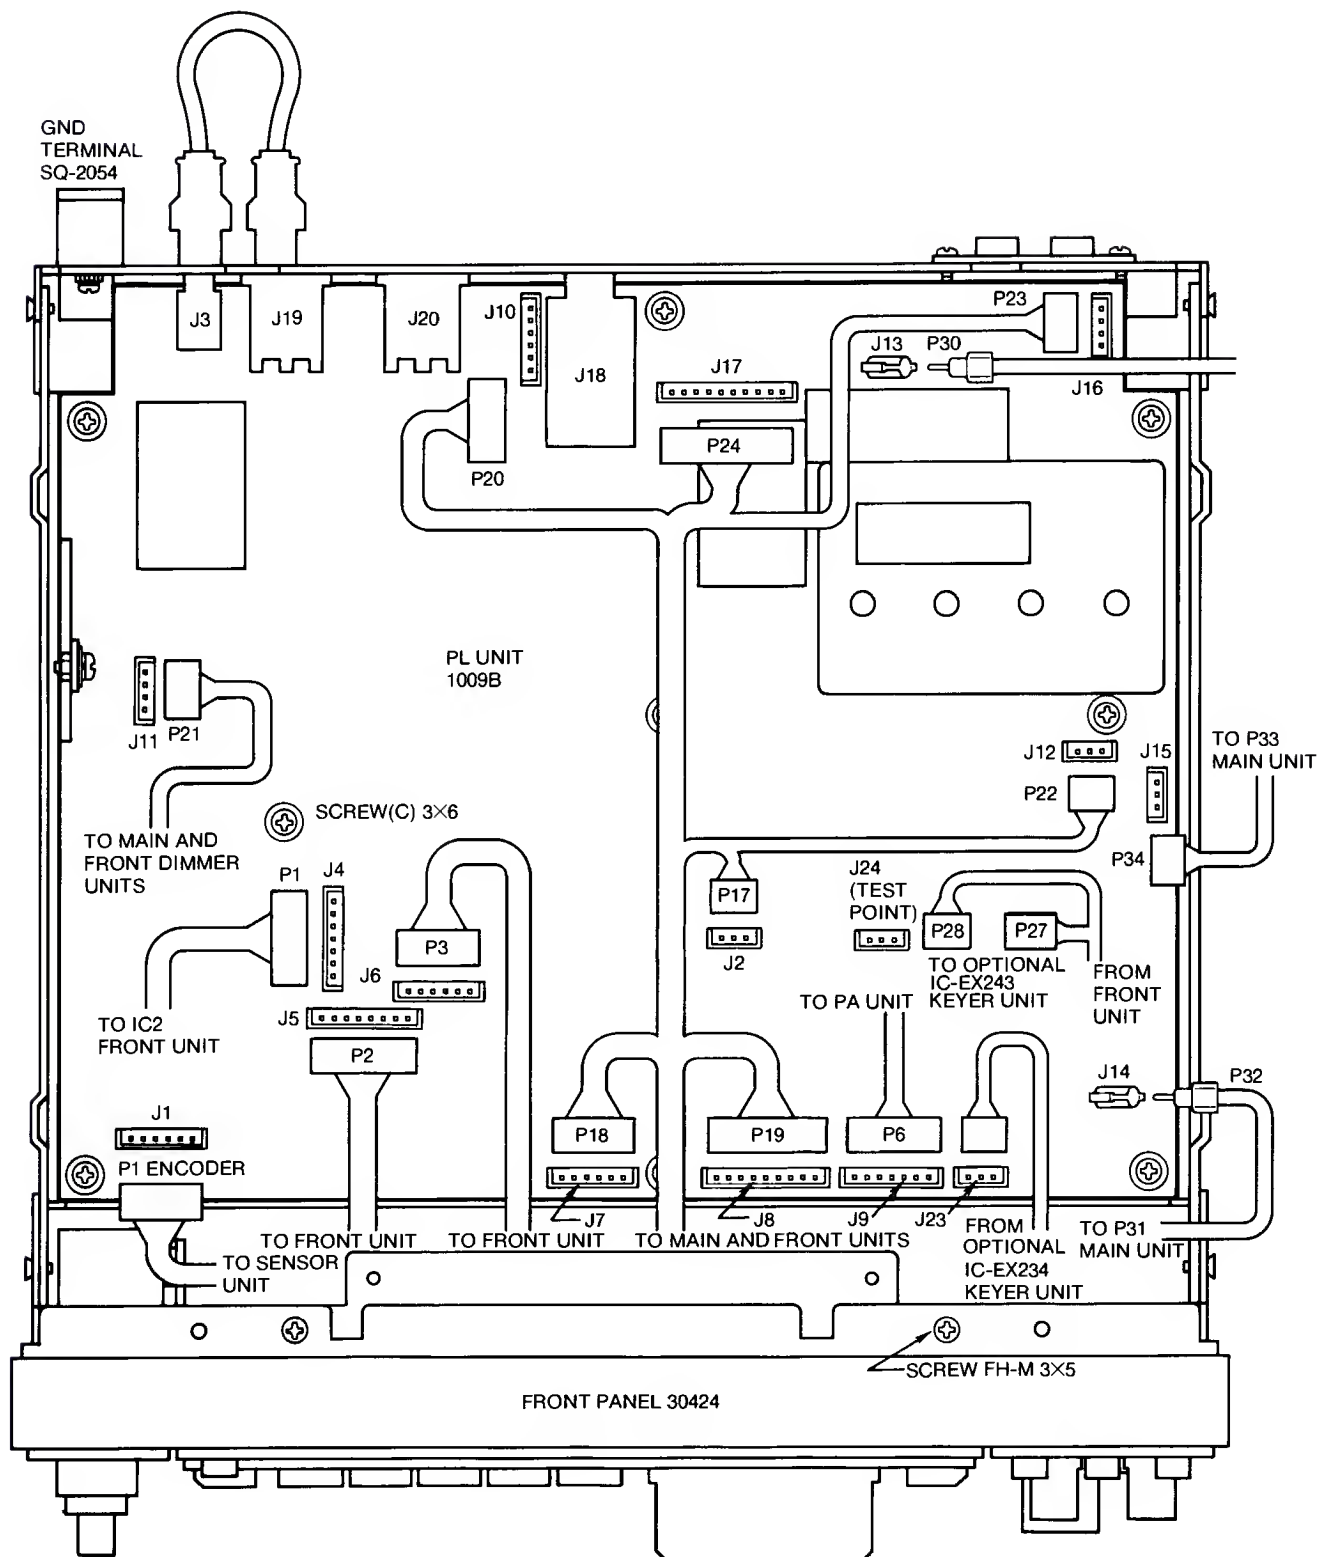 GND
TERMINAL
SQ-2054
J3
J19
J20
J10
J18
J17
J13
P30
P23
J16
P20
P24
PL UNIT
1009B
J11
P21
TO MAIN AND
FRONT DIMMER
UNITS
SCREW(C) 3×6
J12
P22
J15
TO P33
MAIN UNIT
P34
P1
J4
P3
J6
J5
P2
TO IC2
FRONT UNIT
P17
J2
J24
(TEST
POINT)
P28
P27
TO OPTIONAL
IC-EX243
KEYER UNIT
FROM
FRONT
UNIT
TO PA UNIT
J14
P32
J1
P1 ENCODER
P18
P19
P6
J7
J8
J9
J23
TO SENSOR
UNIT
TO FRONT UNIT
TO FRONT UNIT
TO MAIN AND FRONT UNITS
FROM
OPTIONAL
IC-EX234
KEYER UNIT
TO P31
MAIN UNIT
SCREW FH-M 3×5
FRONT PANEL 30424